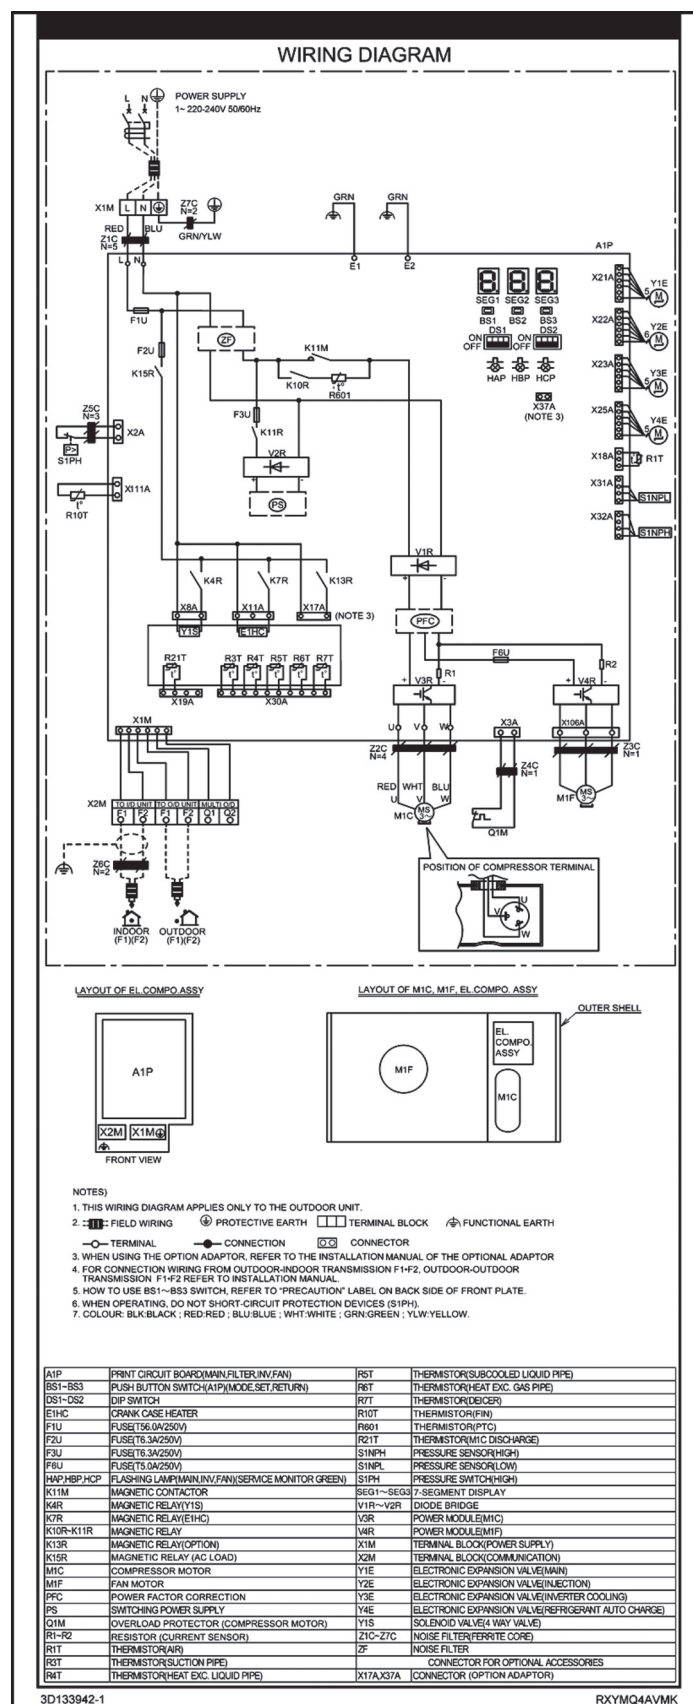 WIRING DIAGRAM
POWER SUPPLY
1~ 220-240V 50/60Hz
L N
X1M L N
Z7C
N=2
GRN/YLW
RED BLU
Z1C
N=5
L N
GRN GRN
E1 E2
A1P
SEG1 SEG2 SEG3
BS1 BS2 BS3
DS1 DS2
ON
OFF
ON
OFF
HAP HBP HCP
X37A
(NOTE 3)
X21A 5 Y1E M
X22A 6 Y2E M
X23A 5 Y3E M
X25A 5 Y4E M
X18A t° R1T
X31A S1NPL
X32A S1NPH
F1U
F2U
K15R
ZF
K11M
K10R t°
R601
F3U
K11R
V2R
+ -
PS
Z5C
N=3
X2A
P>
S1PH
X111A
t°
R10T
V1R
+ -
PFC
K4R K7R K13R
X8A X11A X17A (NOTE 3)
Y1S E1HC
R21T R3T R4T R5T R6T R7T
t° t° t° t° t° t°
X19A X30A
F6U
R1 R2
+ V3R - + V4R -
U V W
X3A X106A
Z2C
N=4
Z4C
N=1
Z3C
N=1
RED WHT BLU
U V W
M1C MS
3~
M1F MS
3~
Q1M
X1M
X2M TO I/D UNIT TO O/D UNIT MULTI O/D
F1 F2 F1 F2 Q1 Q2
Z6C
N=2
INDOOR
(F1)(F2)
OUTDOOR
(F1)(F2)
POSITION OF COMPRESSOR TERMINAL
U
V
W
LAYOUT OF EL.COMPO.ASSY
A1P
X2M X1M
FRONT VIEW
LAYOUT OF M1C, M1F, EL.COMPO. ASSY
OUTER SHELL
EL.
COMPO.
ASSY
M1F
M1C
NOTES)
1. THIS WIRING DIAGRAM APPLIES ONLY TO THE OUTDOOR UNIT.
2. FIELD WIRING PROTECTIVE EARTH TERMINAL BLOCK FUNCTIONAL EARTH
TERMINAL CONNECTION CONNECTOR
3. WHEN USING THE OPTION ADAPTOR, REFER TO THE INSTALLATION MANUAL OF THE OPTIONAL ADAPTOR
4. FOR CONNECTION WIRING FROM OUTDOOR-INDOOR TRANSMISSION F1•F2, OUTDOOR-OUTDOOR
TRANSMISSION F1•F2 REFER TO INSTALLATION MANUAL.
5. HOW TO USE BS1~BS3 SWITCH, REFER TO "PRECAUTION" LABEL ON BACK SIDE OF FRONT PLATE.
6. WHEN OPERATING, DO NOT SHORT-CIRCUIT PROTECTION DEVICES (S1PH).
7. COLOUR: BLK:BLACK ; RED:RED ; BLU:BLUE ; WHT:WHITE ; GRN:GREEN ; YLW:YELLOW.
A1P PRINT CIRCUIT BOARD(MAIN,FILTER,INV,FAN) R5T THERMISTOR(SUBCOOLED LIQUID PIPE)
BS1~BS3 PUSH BUTTON SWITCH(A1P)(MODE,SET,RETURN) R6T THERMISTOR(HEAT EXC. GAS PIPE)
DS1~DS2 DIP SWITCH R7T THERMISTOR(DEICER)
E1HC CRANK CASE HEATER R10T THERMISTOR(FIN)
F1U FUSE(T56.0A/250V) R601 THERMISTOR(PTC)
F2U FUSE(T6.3A/250V) R21T THERMISTOR(M1C DISCHARGE)
F3U FUSE(T6.3A/250V) S1NPH PRESSURE SENSOR(HIGH)
F6U FUSE(T5.0A/250V) S1NPL PRESSURE SENSOR(LOW)
HAP,HBP,HCP FLASHING LAMP(MAIN,INV,FAN)(SERVICE MONITOR GREEN) S1PH PRESSURE SWITCH(HIGH)
K11M MAGNETIC CONTACTOR SEG1~SEG3 7-SEGMENT DISPLAY
K4R MAGNETIC RELAY(Y1S) V1R~V2R DIODE BRIDGE
K7R MAGNETIC RELAY(E1HC) V3R POWER MODULE(M1C)
K10R~K11R MAGNETIC RELAY V4R POWER MODULE(M1F)
K13R MAGNETIC RELAY(OPTION) X1M TERMINAL BLOCK(POWER SUPPLY)
K15R MAGNETIC RELAY (AC LOAD) X2M TERMINAL BLOCK(COMMUNICATION)
M1C COMPRESSOR MOTOR Y1E ELECTRONIC EXPANSION VALVE(MAIN)
M1F FAN MOTOR Y2E ELECTRONIC EXPANSION VALVE(INJECTION)
PFC POWER FACTOR CORRECTION Y3E ELECTRONIC EXPANSION VALVE(INVERTER COOLING)
PS SWITCHING POWER SUPPLY Y4E ELECTRONIC EXPANSION VALVE(REFRIGERANT AUTO CHARGE)
Q1M OVERLOAD PROTECTOR (COMPRESSOR MOTOR) Y1S SOLENOID VALVE(4 WAY VALVE)
R1~R2 RESISTOR (CURRENT SENSOR) Z1C~Z7C NOISE FILTER(FERRITE CORE)
R1T THERMISTOR(AIR) ZF NOISE FILTER
R3T THERMISTOR(SUCTION PIPE) CONNECTOR FOR OPTIONAL ACCESSORIES
R4T THERMISTOR(HEAT EXC. LIQUID PIPE) X17A,X37A CONNECTOR (OPTION ADAPTOR)
3D133942-1 RXYMQ4AVMK